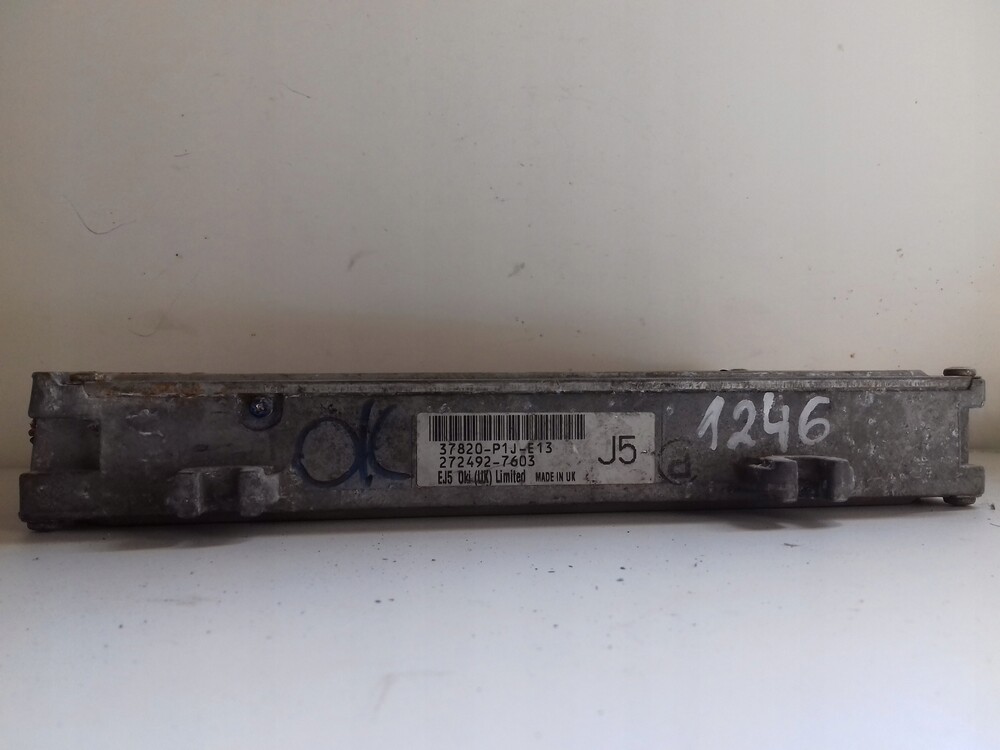 OK
37820-P1J-E13
272492-7603
EJ5 Oki (UK) Limited MADE IN UK
J5
1246